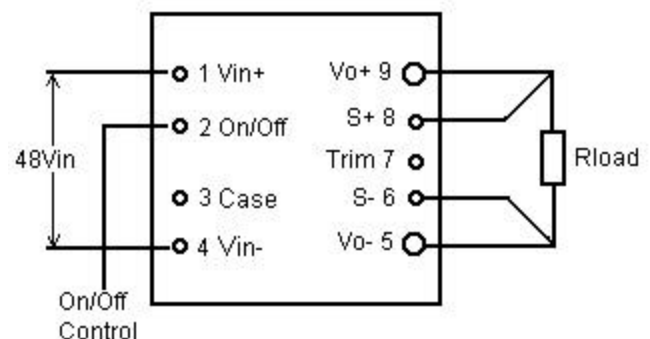 1 Vin+
2 On/Off
3 Case
4 Vin-
Vo+ 9
S+ 8
Trim 7
S- 6
Vo- 5
48Vin
On/Off
Control
Rload